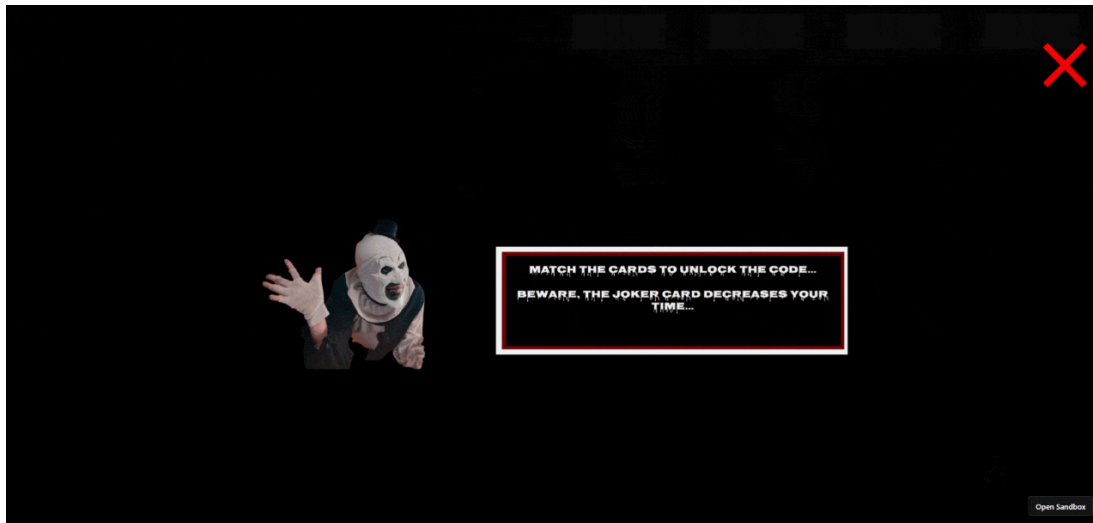 MATCH THE CARDS TO UNLOCK THE CODE...
BEWARE, THE JOKER CARD DECREASES YOUR
TIME...
Open Sandbox